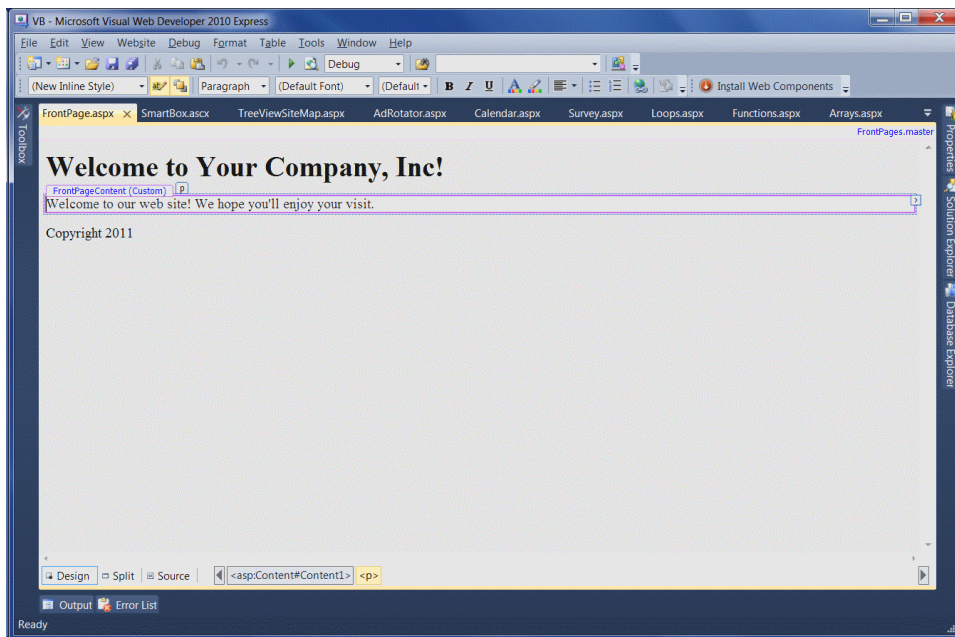 VB - Microsoft Visual Web Developer 2010 Express
File Edit View Website Debug Format Table Tools Window Help
Debug
(New Inline Style) Paragraph (Default Font) (Default B I U A Install Web Components
FrontPage.aspx SmartBox.ascx TreeViewSiteMap.aspx AdRotator.aspx Calendar.aspx Survey.aspx Loops.aspx Functions.aspx Arrays.aspx
FrontPages.master
Toolbox
Welcome to Your Company, Inc!
FrontPageContent (Custom) p
Welcome to our web site! We hope you'll enjoy your visit.
Copyright 2011
Properties
Solution Explorer
Database Explorer
Design Split Source <asp:Content#Content1> <p>
Output Error List
Ready